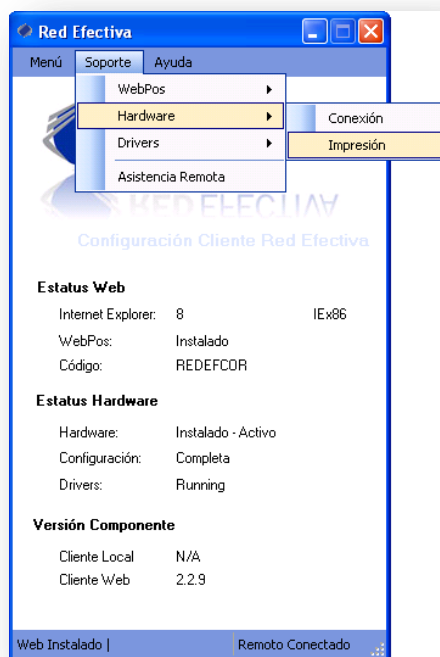 Red Efectiva
Menú Soporte Ayuda
WebPos
Hardware
Conexión
Drivers
Impresión
Asistencia Remota
RED EFECTIVA
Configuración Cliente Red Efectiva
Estatus Web
Internet Explorer: 8 IEx86
WebPos: Instalado
Código: REDEFCOR
Estatus Hardware
Hardware: Instalado - Activo
Configuración: Completa
Drivers: Running
Versión Componente
Cliente Local N/A
Cliente Web 2.2.9
Web Instalado | Remoto Conectado